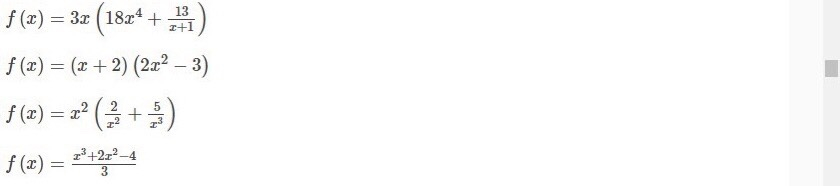 f (x) = 3x (18x⁴ + 13/(x+1))
f (x) = (x + 2) (2x² − 3)
f (x) = x² (2/x² + 5/x³)
f (x) = (x³+2x²−4)/3